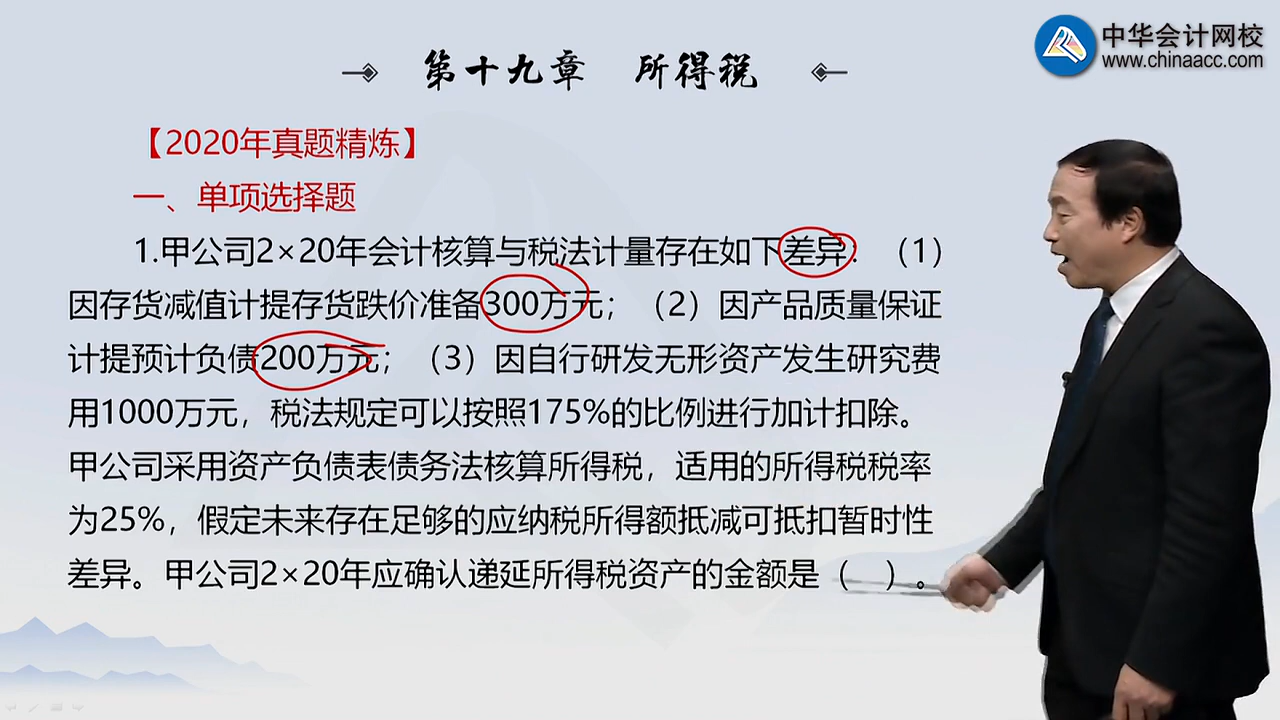 中华会计网校
www.chinaacc.com
第十九章 所得税
【2020年真题精炼】
一、单项选择题
1.甲公司2×20年会计核算与税法计量存在如下差异：（1）
因存货减值计提存货跌价准备300万元；（2）因产品质量保证
计提预计负债200万元；（3）因自行研发无形资产发生研究费
用1000万元，税法规定可以按照175%的比例进行加计扣除。
甲公司采用资产负债表债务法核算所得税，适用的所得税税率
为25%，假定未来存在足够的应纳税所得额抵减可抵扣暂时性
差异。甲公司2×20年应确认递延所得税资产的金额是（ ）。